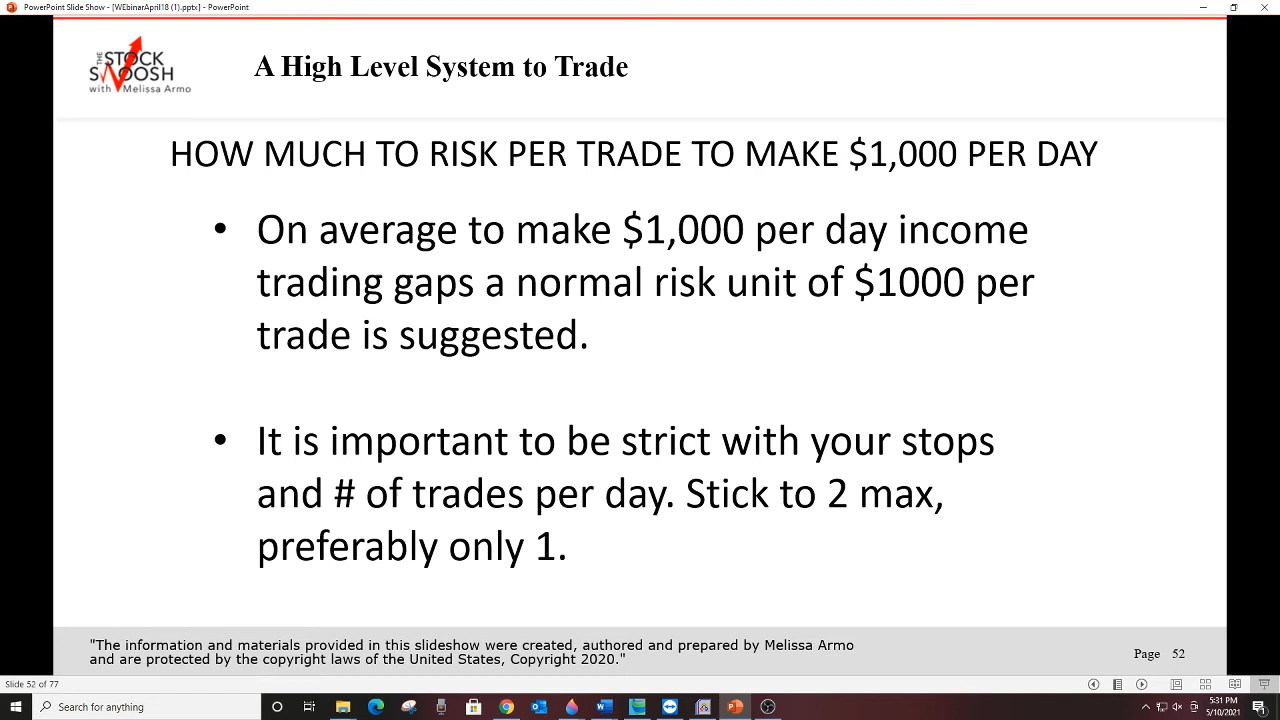 PowerPoint Slide Show - [WEbinarApril18 (1).pptx] - PowerPoint
THE
STOCK
SWOOSH
with Melissa Armo
A High Level System to Trade
HOW MUCH TO RISK PER TRADE TO MAKE $1,000 PER DAY
• On average to make $1,000 per day income
trading gaps a normal risk unit of $1000 per
trade is suggested.
• It is important to be strict with your stops
and # of trades per day. Stick to 2 max,
preferably only 1.
"The information and materials provided in this slideshow were created, authored and prepared by Melissa Armo
and are protected by the copyright laws of the United States, Copyright 2020."
Page 52
Slide 52 of 77
Search for anything
5:31 PM
5/10/2021